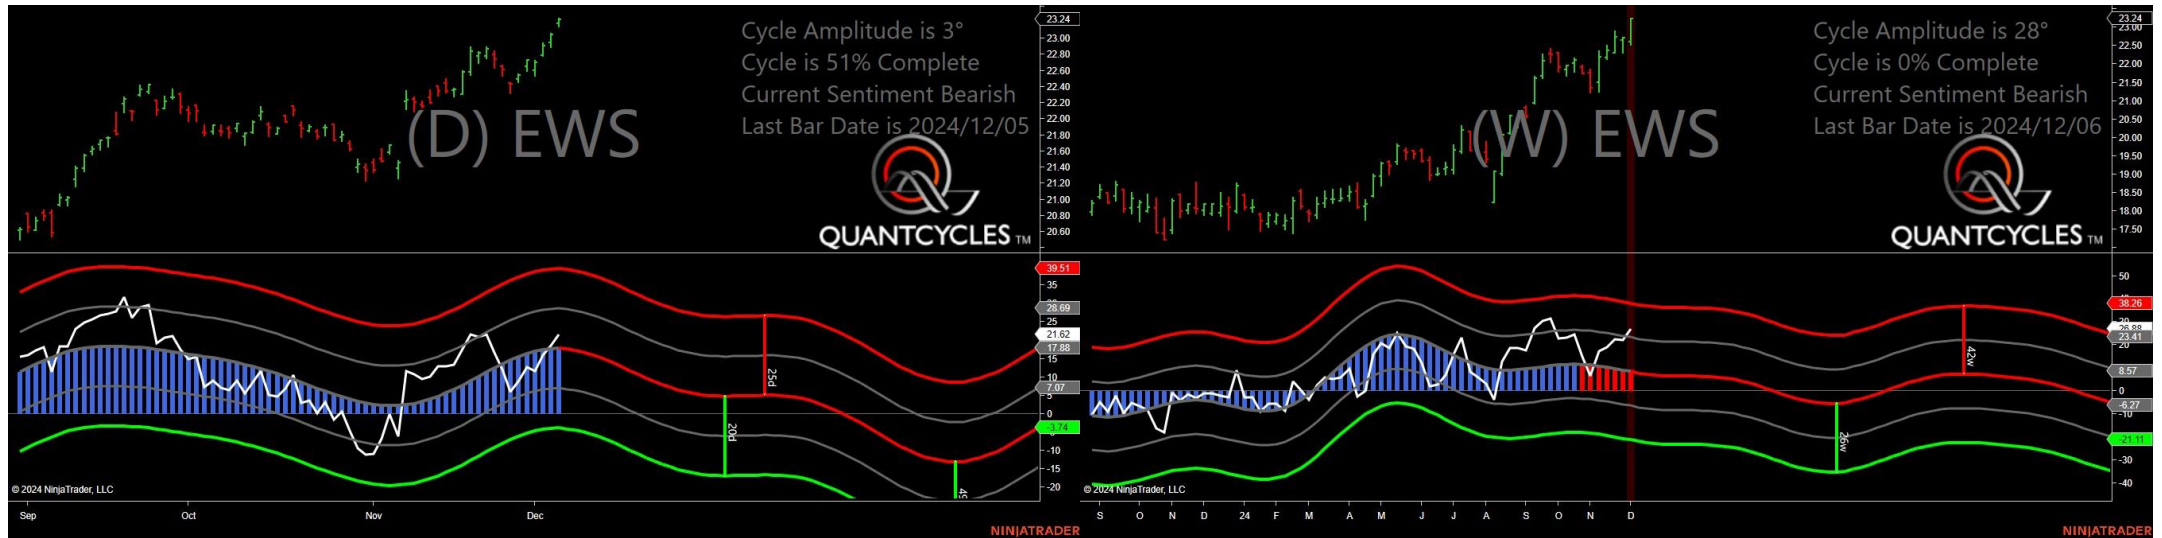 Cycle Amplitude is 3°
Cycle is 51% Complete
Current Sentiment Bearish
Last Bar Date is 2024/12/05
(D) EWS
QUANTCYCLES TM
23.24
23.00
22.80
22.60
22.40
22.20
22.00
21.80
21.60
21.40
21.20
21.00
20.80
20.60
39.51
35
28.69
25
21.62
17.88
15
10
7.07
5
0
-3.74
-10
-15
-20
25d
20d
© 2024 NinjaTrader, LLC
Sep Oct Nov Dec
NINJATRADER
Cycle Amplitude is 28°
Cycle is 0% Complete
Current Sentiment Bearish
Last Bar Date is 2024/12/06
(W) EWS
QUANTCYCLES TM
23.24
23.00
22.50
22.00
21.50
21.00
20.50
20.00
19.50
19.00
18.50
18.00
17.50
50
38.26
26.88
23.41
20
8.57
0
-6.27
-10
-21.11
-30
-40
42w
26w
© 2024 NinjaTrader, LLC
S O N D 24 F M A M J J A S O N D
NINJATRADER